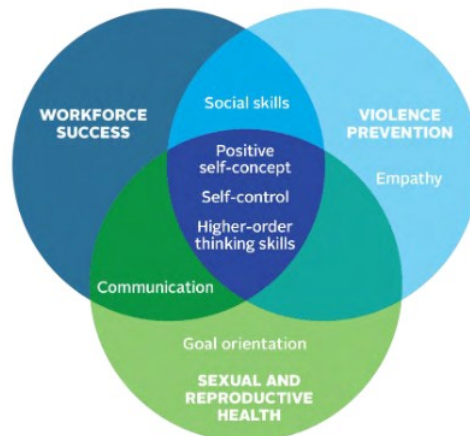 Social skills
WORKFORCE
SUCCESS
VIOLENCE
PREVENTION
Positive
self-concept
Empathy
Self-control
Higher-order
thinking skills
Communication
Goal orientation
SEXUAL AND
REPRODUCTIVE
HEALTH